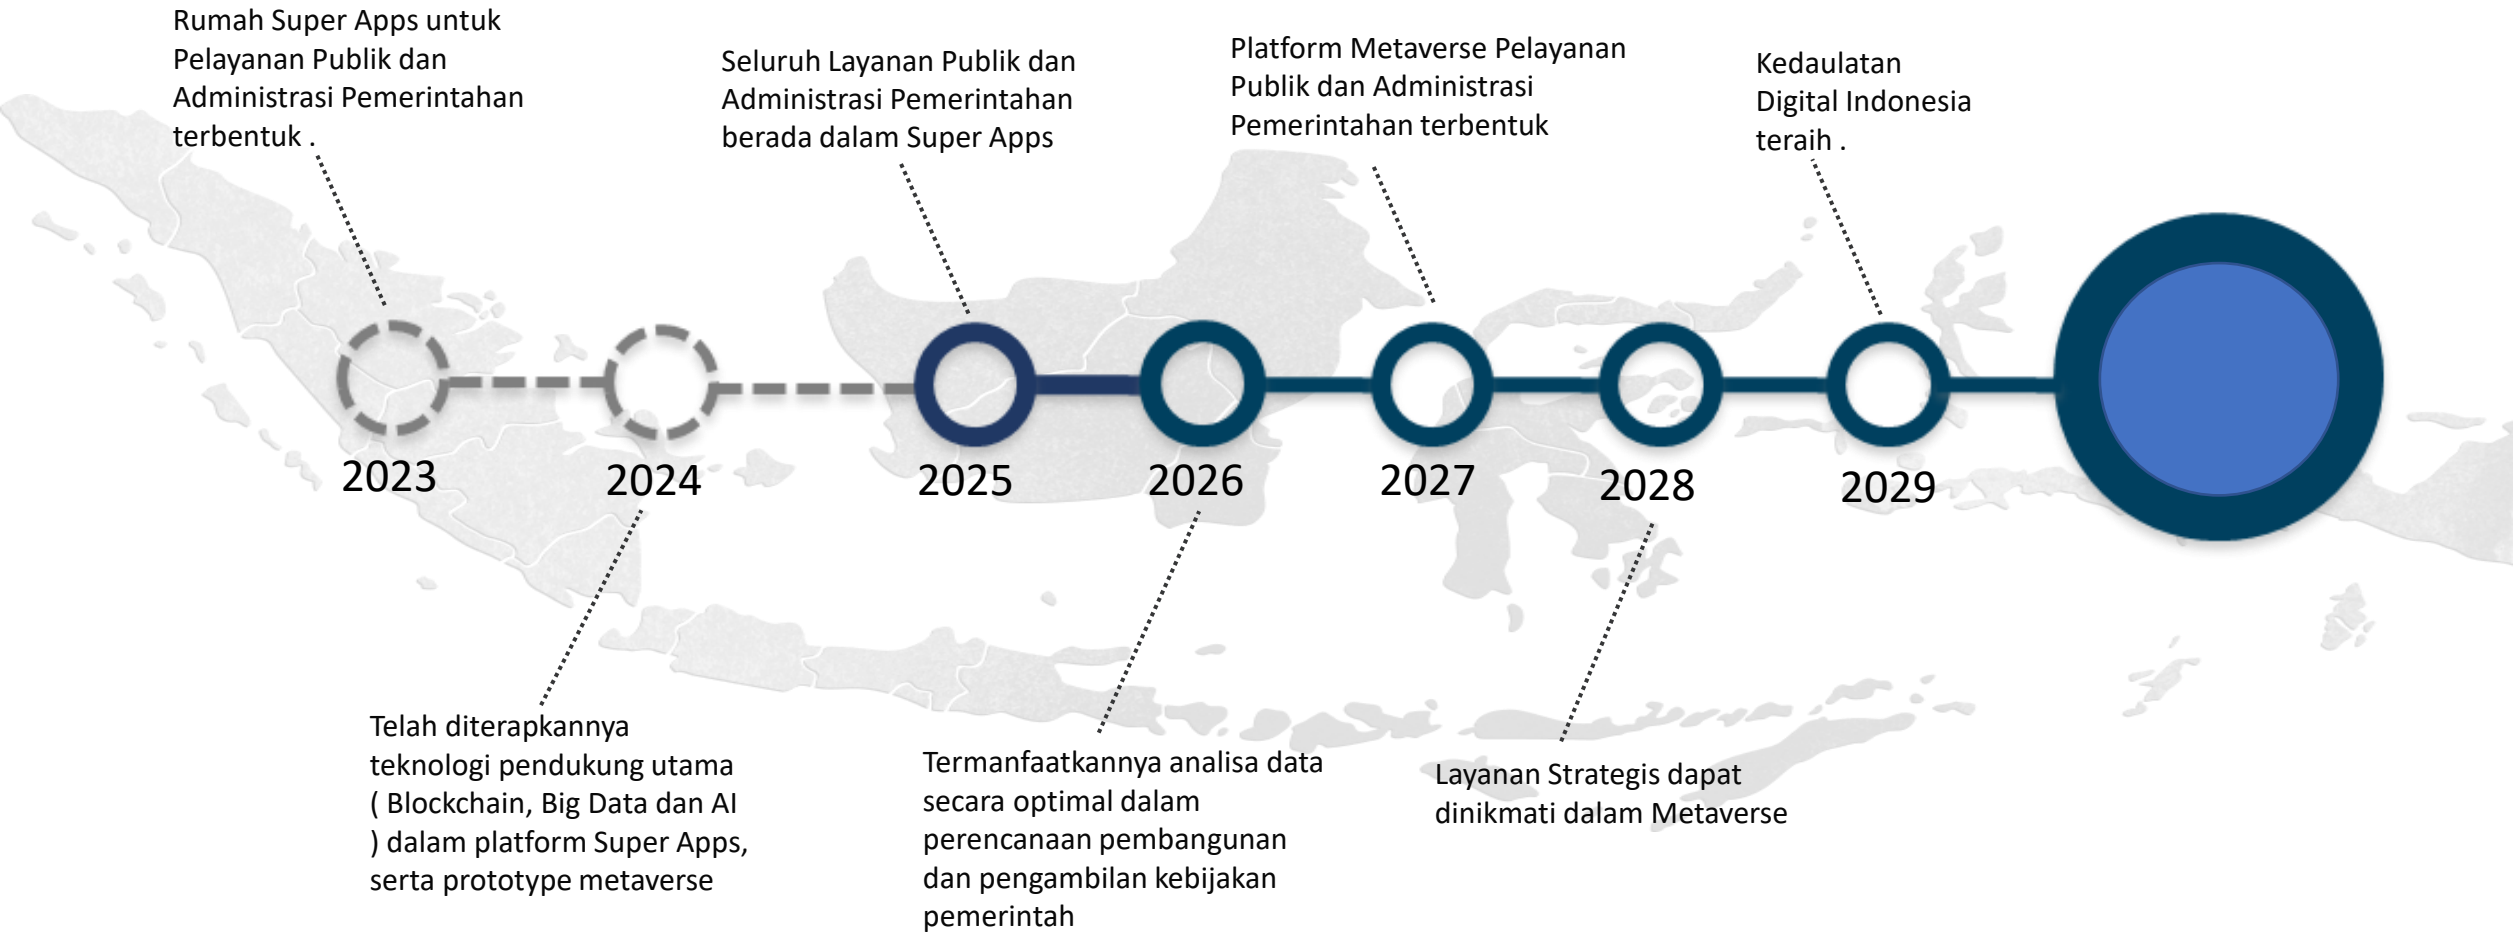 Rumah Super Apps untuk
Pelayanan Publik dan
Administrasi Pemerintahan
terbentuk .
Seluruh Layanan Publik dan
Administrasi Pemerintahan
berada dalam Super Apps
Platform Metaverse Pelayanan
Publik dan Administrasi
Pemerintahan terbentuk
Kedaulatan
Digital Indonesia
teraih .
2023
2024
2025
2026
2027
2028
2029
Telah diterapkannya
teknologi pendukung utama
( Blockchain, Big Data dan AI
) dalam platform Super Apps,
serta prototype metaverse
Termanfaatkannya analisa data
secara optimal dalam
perencanaan pembangunan
dan pengambilan kebijakan
pemerintah
Layanan Strategis dapat
dinikmati dalam Metaverse